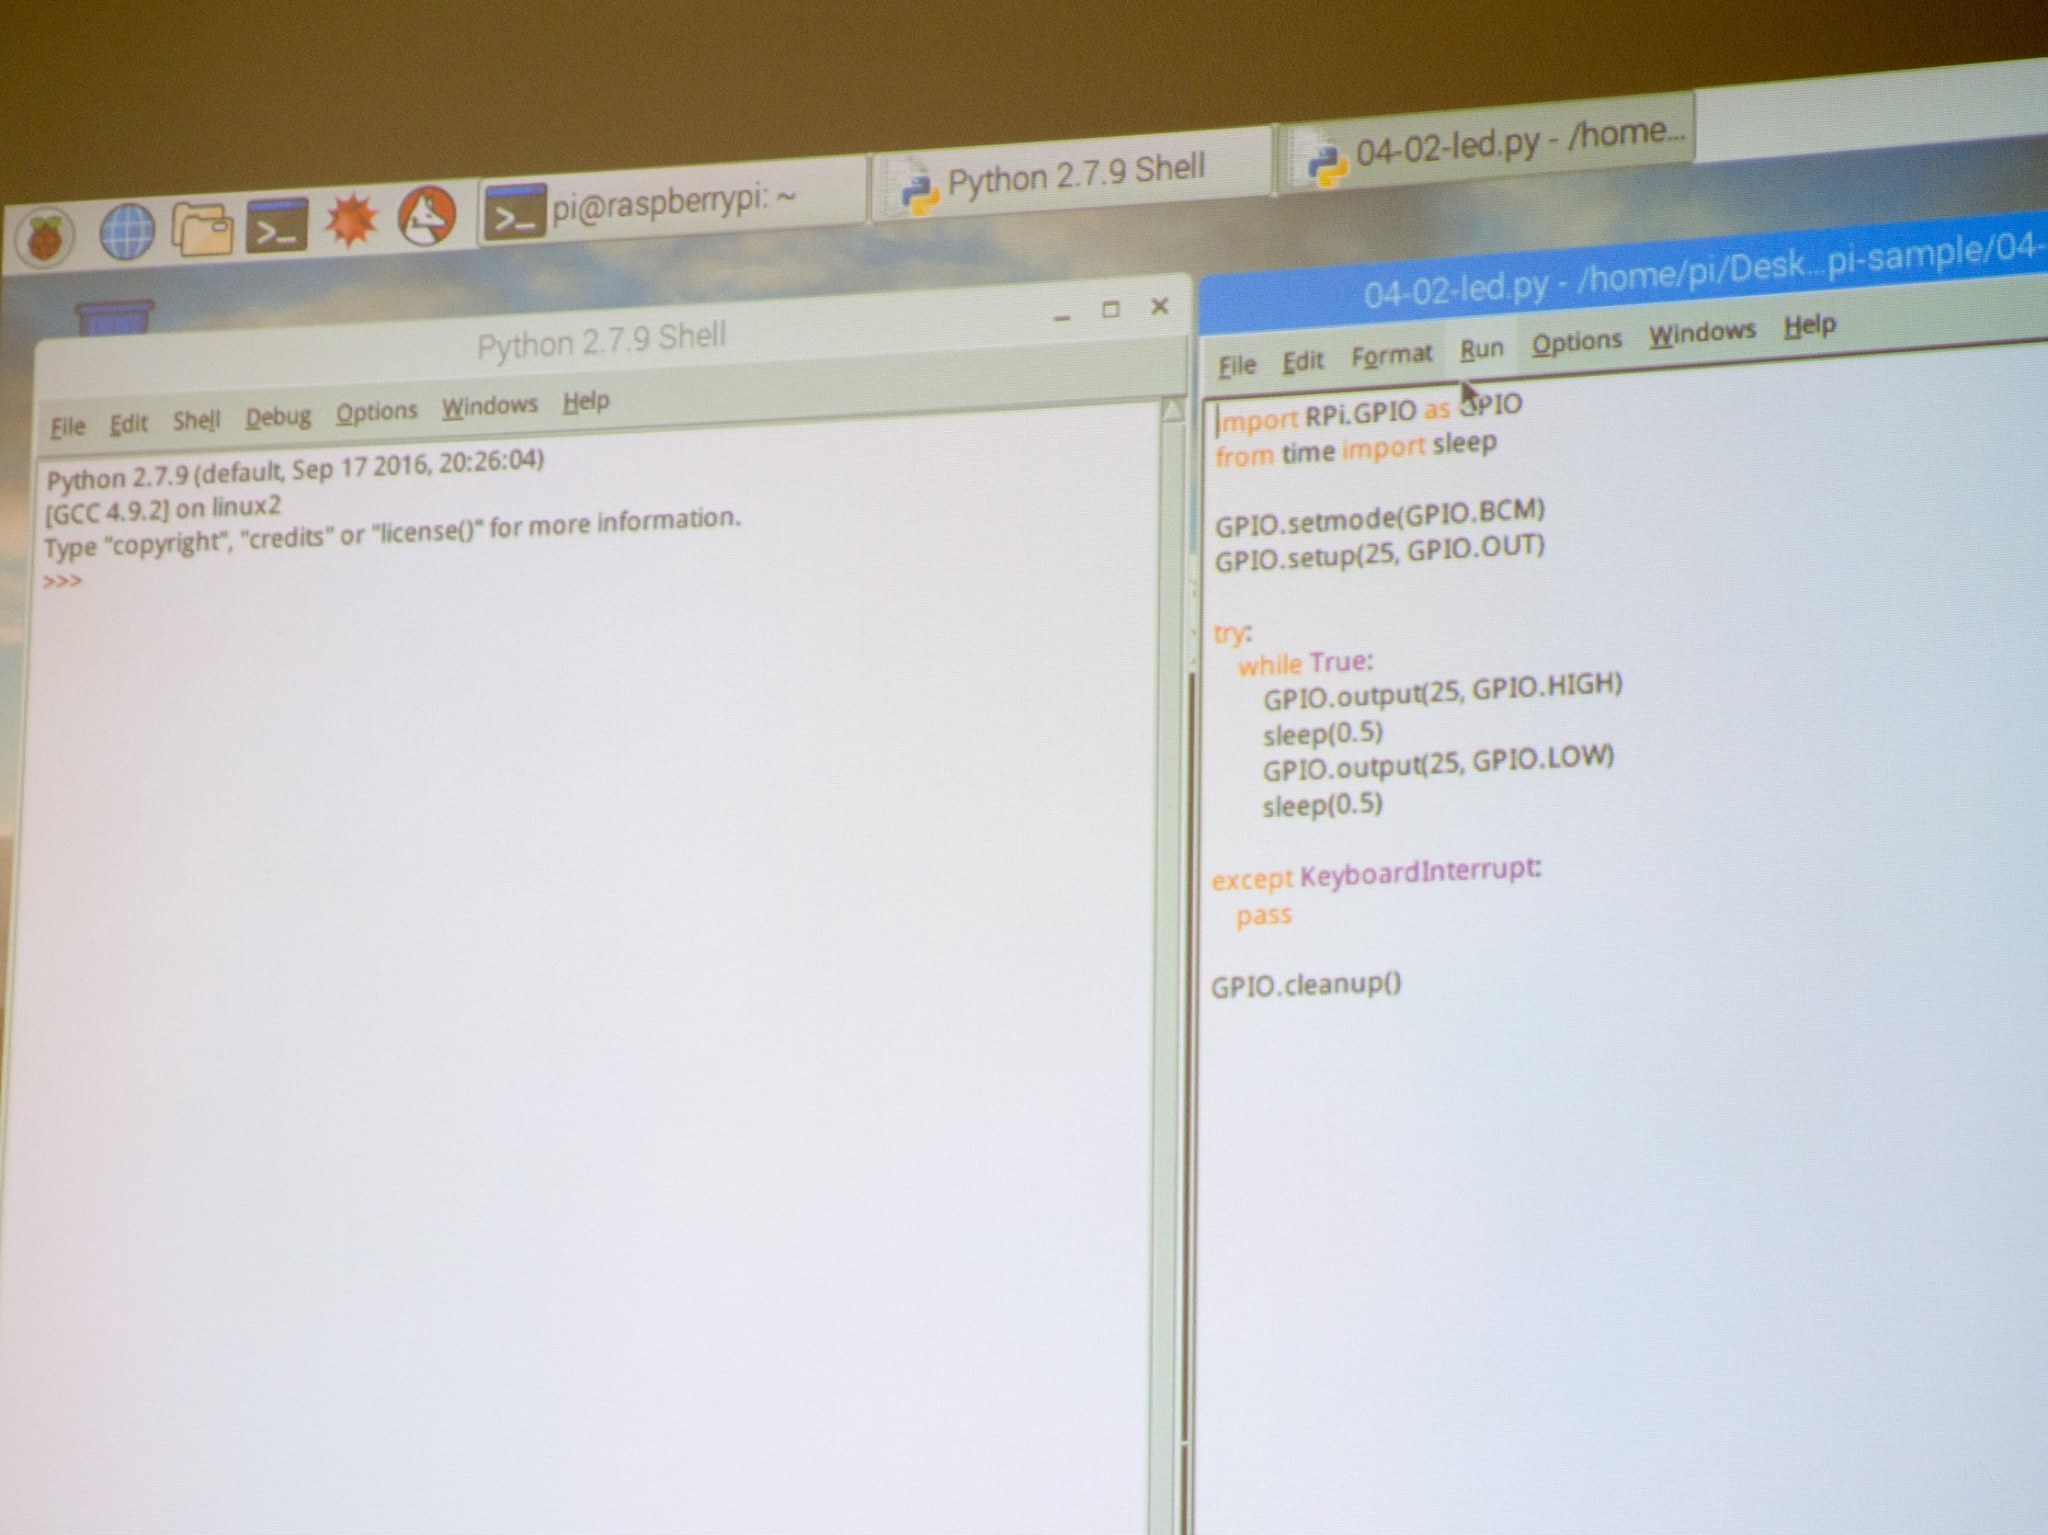 pi@raspberrypi: ~
Python 2.7.9 Shell
04-02-led.py - /home...
Python 2.7.9 Shell
File Edit Shell Debug Options Windows Help
Python 2.7.9 (default, Sep 17 2016, 20:26:04)
[GCC 4.9.2] on linux2
Type "copyright", "credits" or "license()" for more information.
>>>
04-02-led.py - /home/pi/Desk...pi-sample/04-
File Edit Format Run Options Windows Help
import RPi.GPIO as GPIO
from time import sleep
GPIO.setmode(GPIO.BCM)
GPIO.setup(25, GPIO.OUT)
try:
while True:
GPIO.output(25, GPIO.HIGH)
sleep(0.5)
GPIO.output(25, GPIO.LOW)
sleep(0.5)
except KeyboardInterrupt:
pass
GPIO.cleanup()